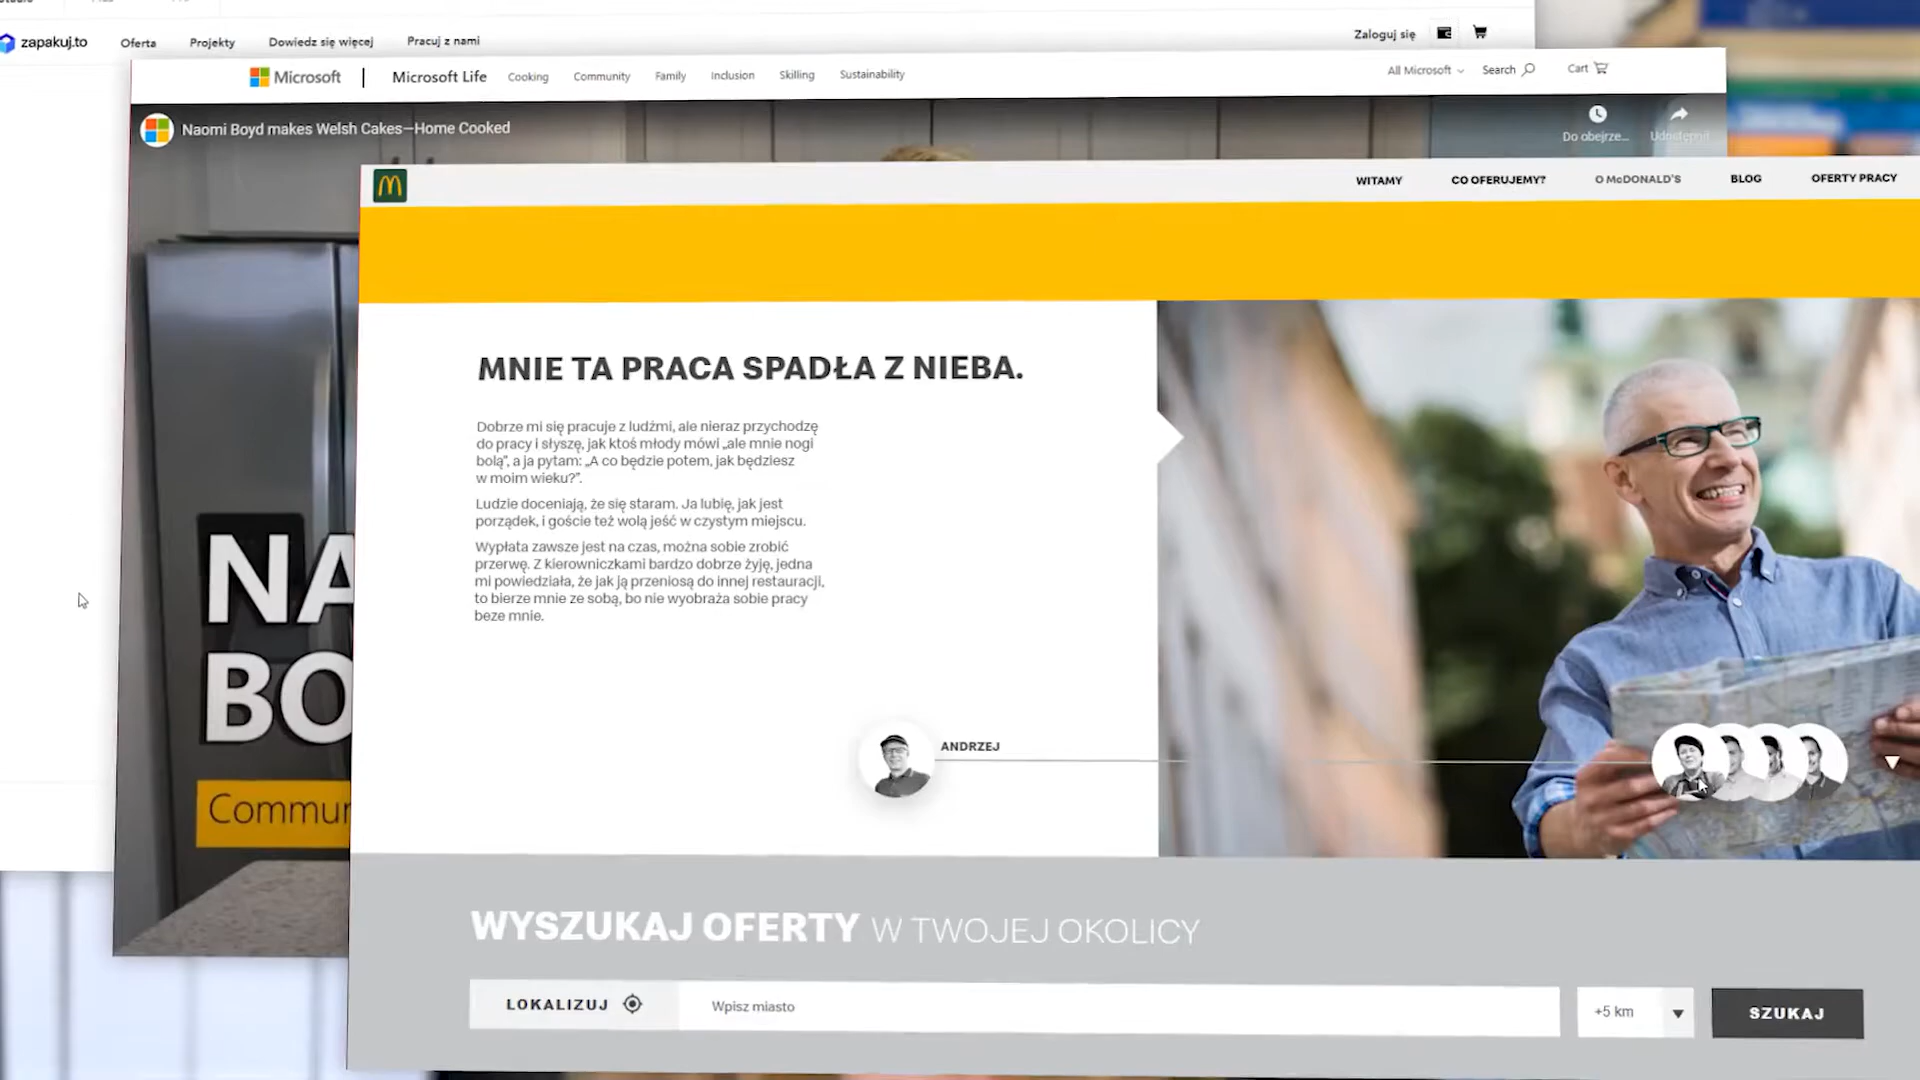 zapakuj.to
Oferta
Projekty
Dowiedz się więcej
Pracuj z nami
Zaloguj się
Microsoft
Microsoft Life
Cooking
Community
Family
Inclusion
Skilling
Sustainability
All Microsoft
Search
Cart
Naomi Boyd makes Welsh Cakes—Home Cooked
Do obejrze...
Udostępnij
NA
BO
Commun
WITAMY
CO OFERUJEMY?
O McDONALD'S
BLOG
OFERTY PRACY
MNIE TA PRACA SPADŁA Z NIEBA.
Dobrze mi się pracuje z ludźmi, ale nieraz przychodzę
do pracy i słyszę, jak ktoś młody mówi „ale mnie nogi
bolą”, a ja pytam: „A co będzie potem, jak będziesz
w moim wieku?”.
Ludzie doceniają, że się staram. Ja lubię, jak jest
porządek, i goście też wolą jeść w czystym miejscu.
Wypłata zawsze jest na czas, można sobie zrobić
przerwę. Z kierowniczkami bardzo dobrze żyję, jedna
mi powiedziała, że jak ją przeniosą do innej restauracji,
to bierze mnie ze sobą, bo nie wyobraża sobie pracy
beze mnie.
ANDRZEJ
WYSZUKAJ OFERTY W TWOJEJ OKOLICY
LOKALIZUJ
Wpisz miasto
+5 km
SZUKAJ